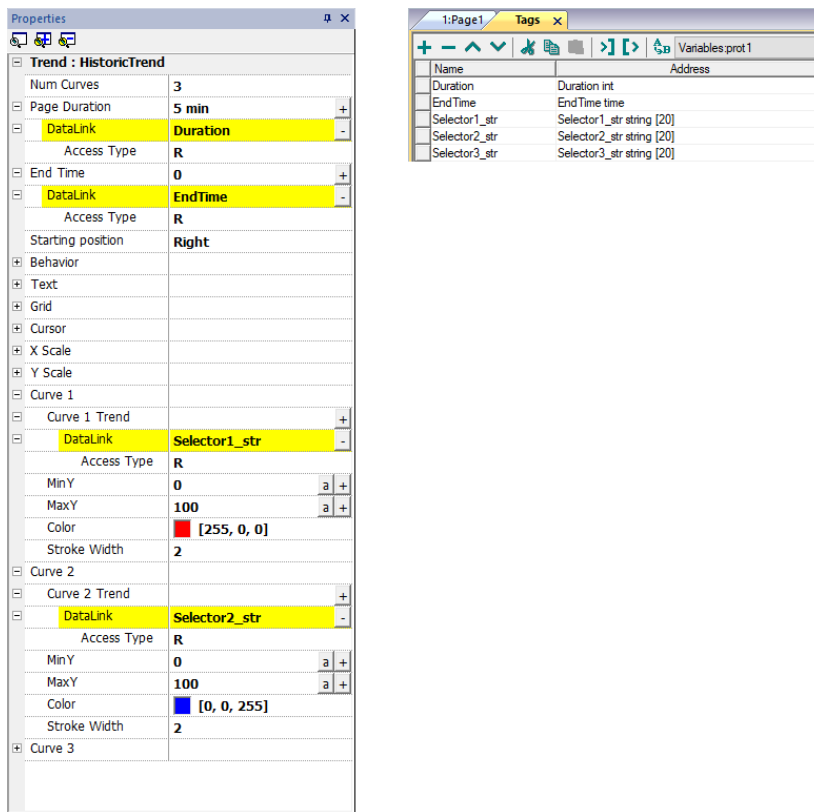 Properties
Trend : HistoricTrend
Num Curves 3
Page Duration 5 min +
DataLink Duration -
Access Type R
End Time 0 +
DataLink EndTime -
Access Type R
Starting position Right
Behavior
Text
Grid
Cursor
X Scale
Y Scale
Curve 1
Curve 1 Trend +
DataLink Selector1_str -
Access Type R
MinY 0 a +
MaxY 100 a +
Color [255, 0, 0]
Stroke Width 2
Curve 2
Curve 2 Trend +
DataLink Selector2_str -
Access Type R
MinY 0 a +
MaxY 100 a +
Color [0, 0, 255]
Stroke Width 2
Curve 3
1:Page1 Tags x
Variables:prot1
Name Address
Duration Duration int
EndTime EndTime time
Selector1_str Selector1_str string [20]
Selector2_str Selector2_str string [20]
Selector3_str Selector3_str string [20]